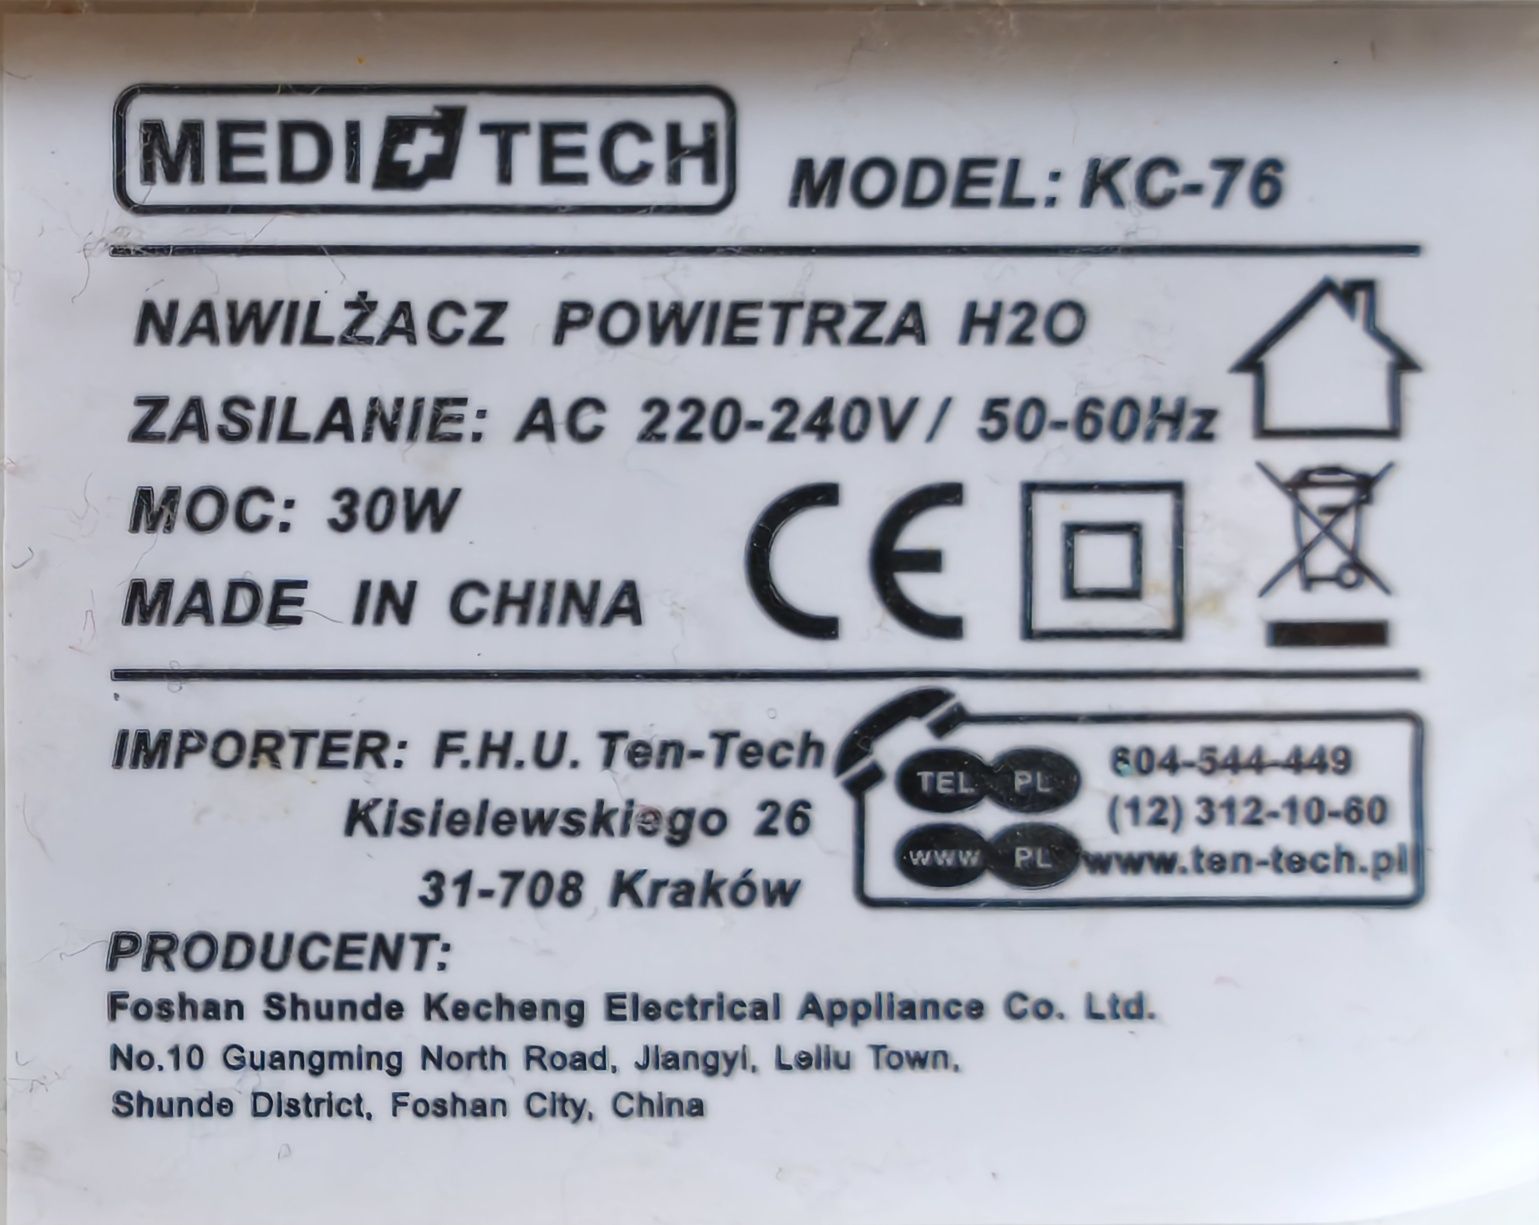 MEDI TECH MODEL: KC-76
NAWILŻACZ POWIETRZA H2O
ZASILANIE: AC 220-240V/ 50-60Hz
MOC: 30W
MADE IN CHINA
CE
IMPORTER: F.H.U. Ten-Tech
Kisielewskiego 26
31-708 Kraków
TEL PL 604-544-449
(12) 312-10-60
WWW PL www.ten-tech.pl
PRODUCENT:
Foshan Shunde Kecheng Electrical Appliance Co. Ltd.
No.10 Guangming North Road, Jiangyi, Leliu Town,
Shunde District, Foshan City, China